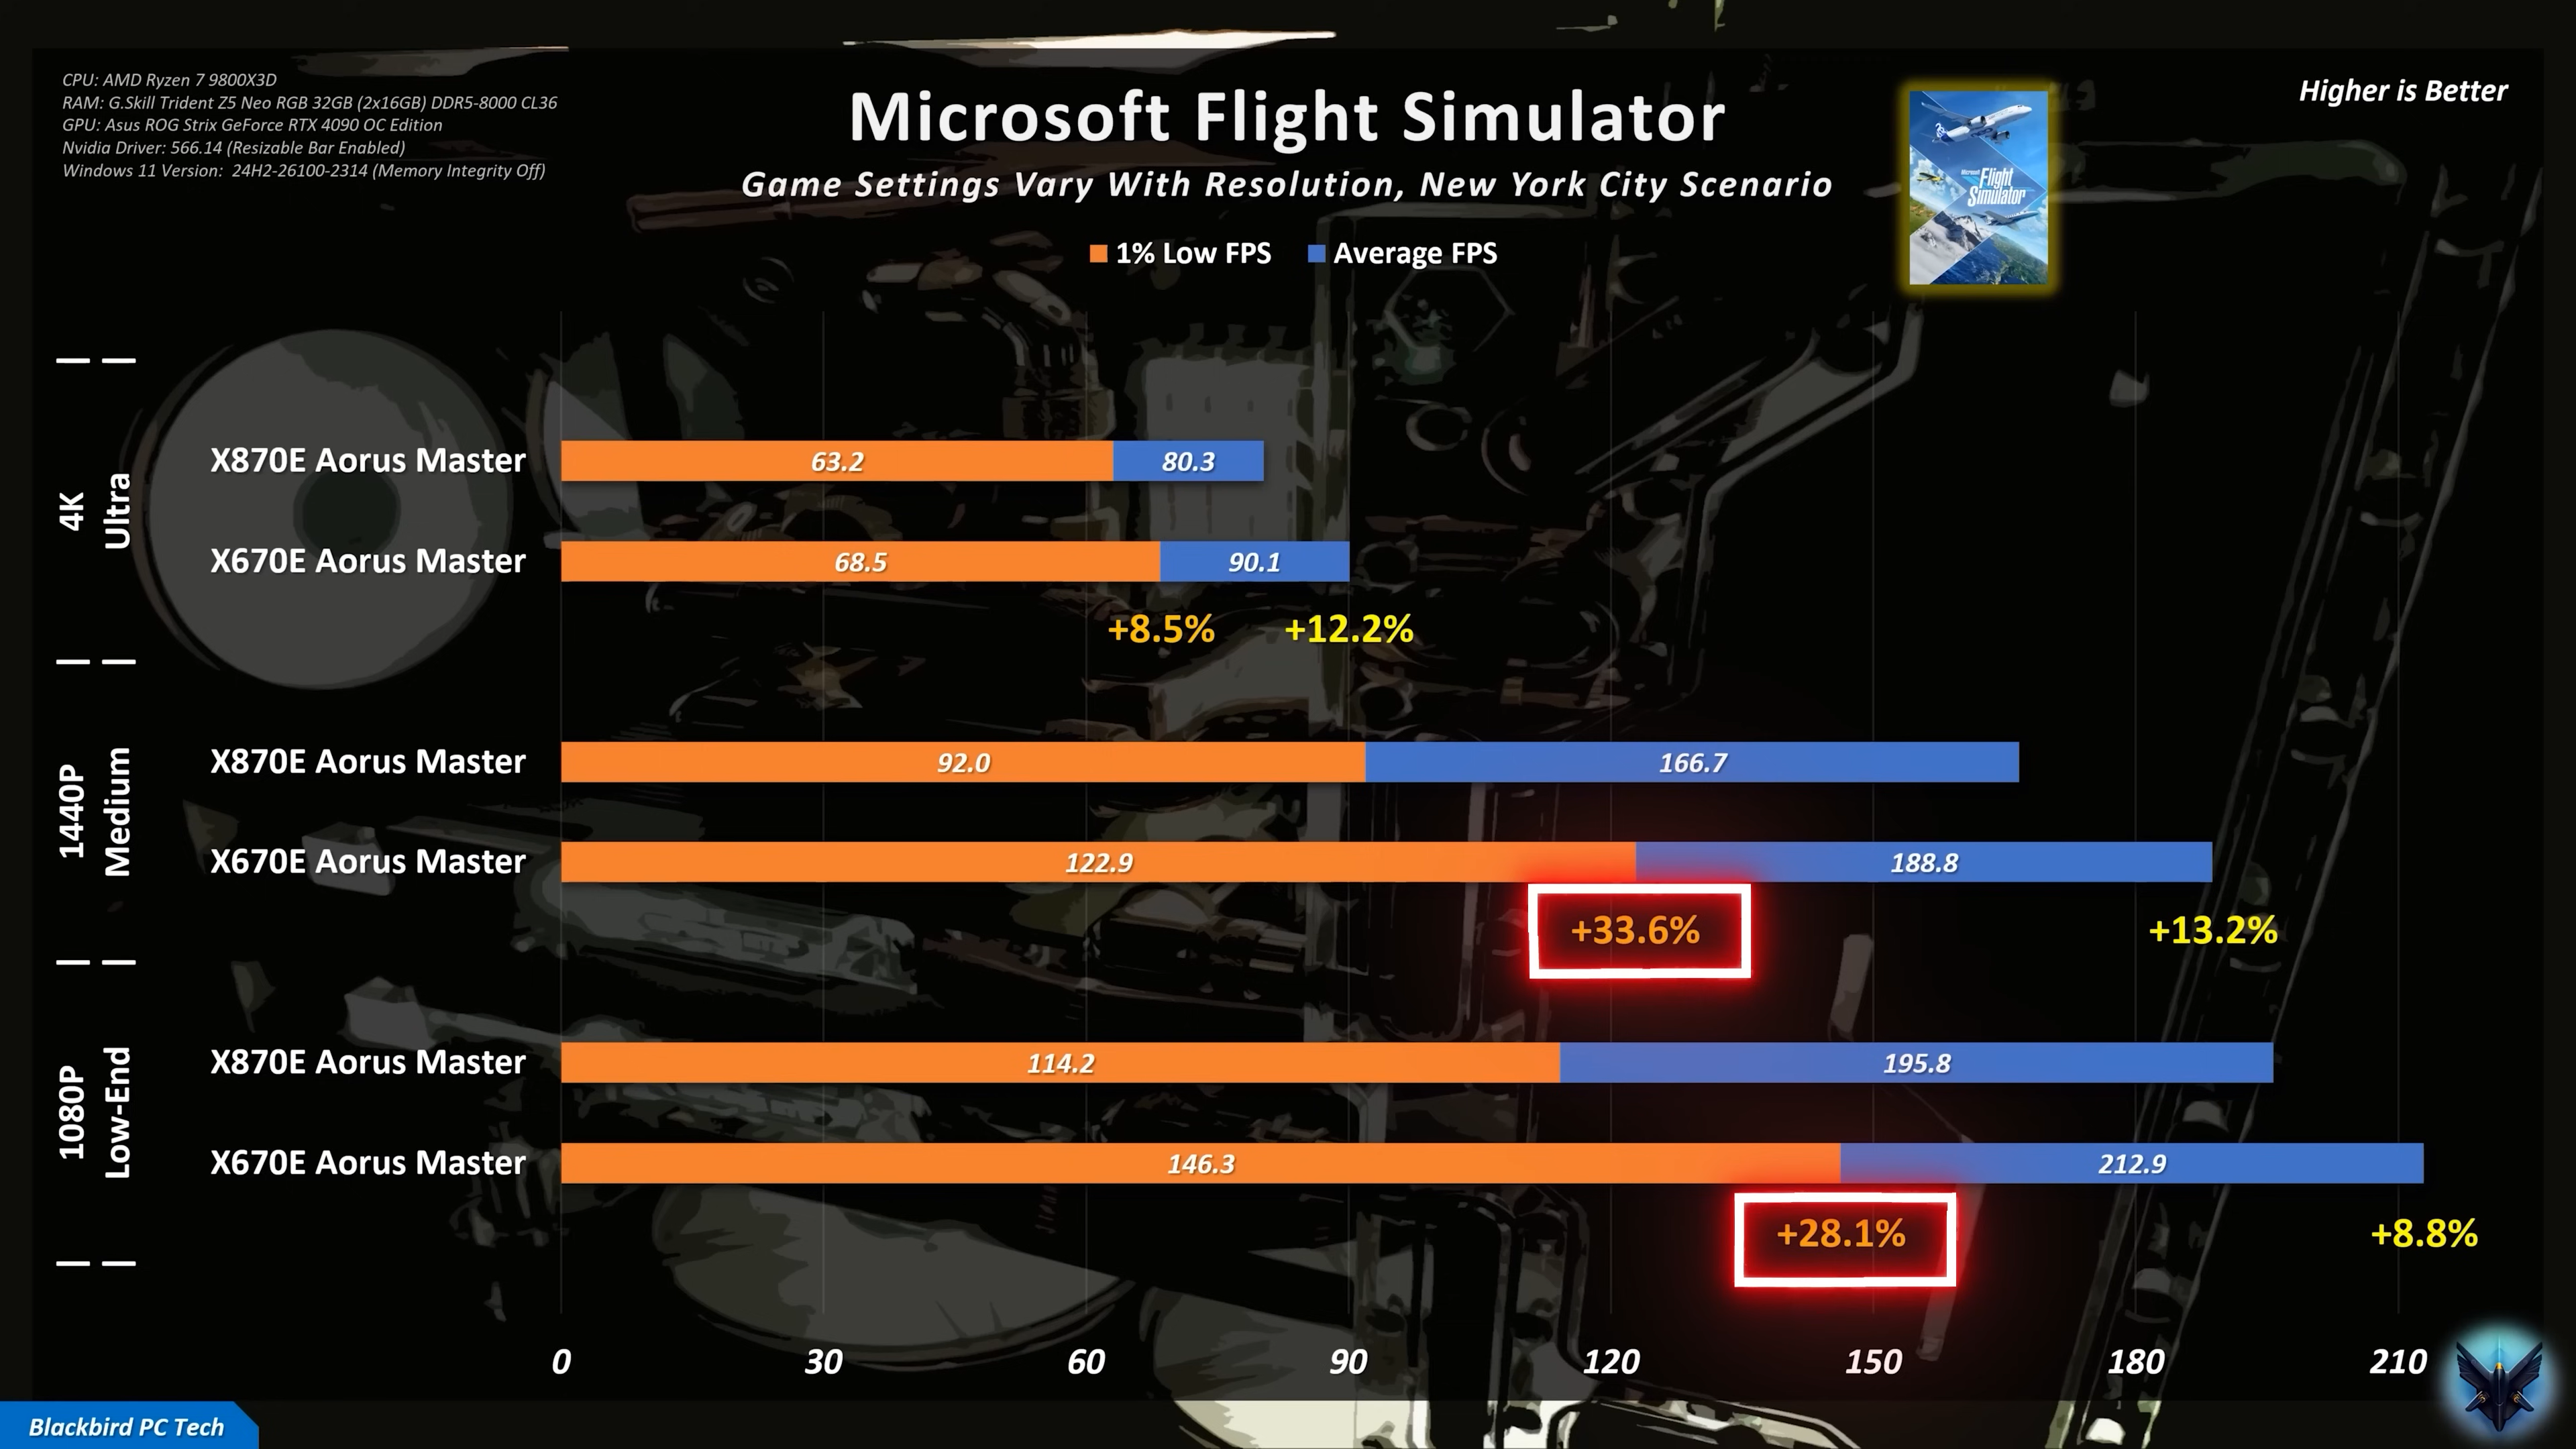 CPU: AMD Ryzen 7 9800X3D
RAM: G.Skill Trident Z5 Neo RGB 32GB (2x16GB) DDR5-8000 CL36
GPU: Asus ROG Strix GeForce RTX 4090 OC Edition
Nvidia Driver: 566.14 (Resizable Bar Enabled)
Windows 11 Version: 24H2-26100-2314 (Memory Integrity Off)
Microsoft Flight Simulator
Game Settings Vary With Resolution, New York City Scenario
Higher is Better
Microsoft
Flight
Simulator
1% Low FPS
Average FPS
4K
Ultra
X870E Aorus Master
63.2
80.3
X670E Aorus Master
68.5
90.1
+8.5%
+12.2%
1440P
Medium
X870E Aorus Master
92.0
166.7
X670E Aorus Master
122.9
188.8
+33.6%
+13.2%
1080P
Low-End
X870E Aorus Master
114.2
195.8
X670E Aorus Master
146.3
212.9
+28.1%
+8.8%
0
30
60
90
120
150
180
210
Blackbird PC Tech